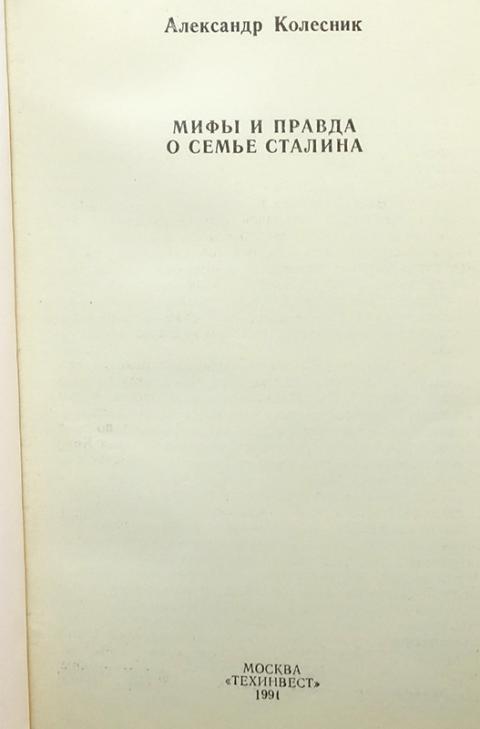 Александр Колесник
МИФЫ И ПРАВДА
О СЕМЬЕ СТАЛИНА
МОСКВА
«ТЕХИНВЕСТ»
1991